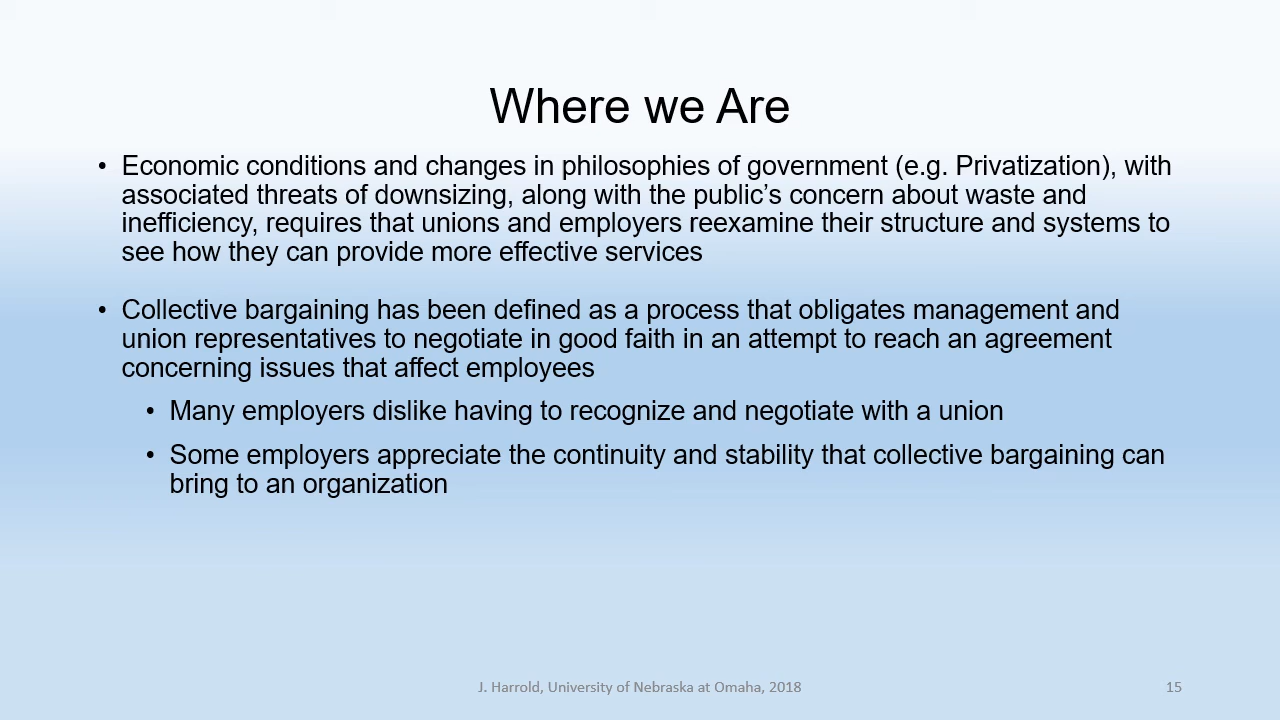 Where we Are
• Economic conditions and changes in philosophies of government (e.g. Privatization), with
associated threats of downsizing, along with the public’s concern about waste and
inefficiency, requires that unions and employers reexamine their structure and systems to
see how they can provide more effective services
• Collective bargaining has been defined as a process that obligates management and
union representatives to negotiate in good faith in an attempt to reach an agreement
concerning issues that affect employees
• Many employers dislike having to recognize and negotiate with a union
• Some employers appreciate the continuity and stability that collective bargaining can
bring to an organization
J. Harrold, University of Nebraska at Omaha, 2018
15